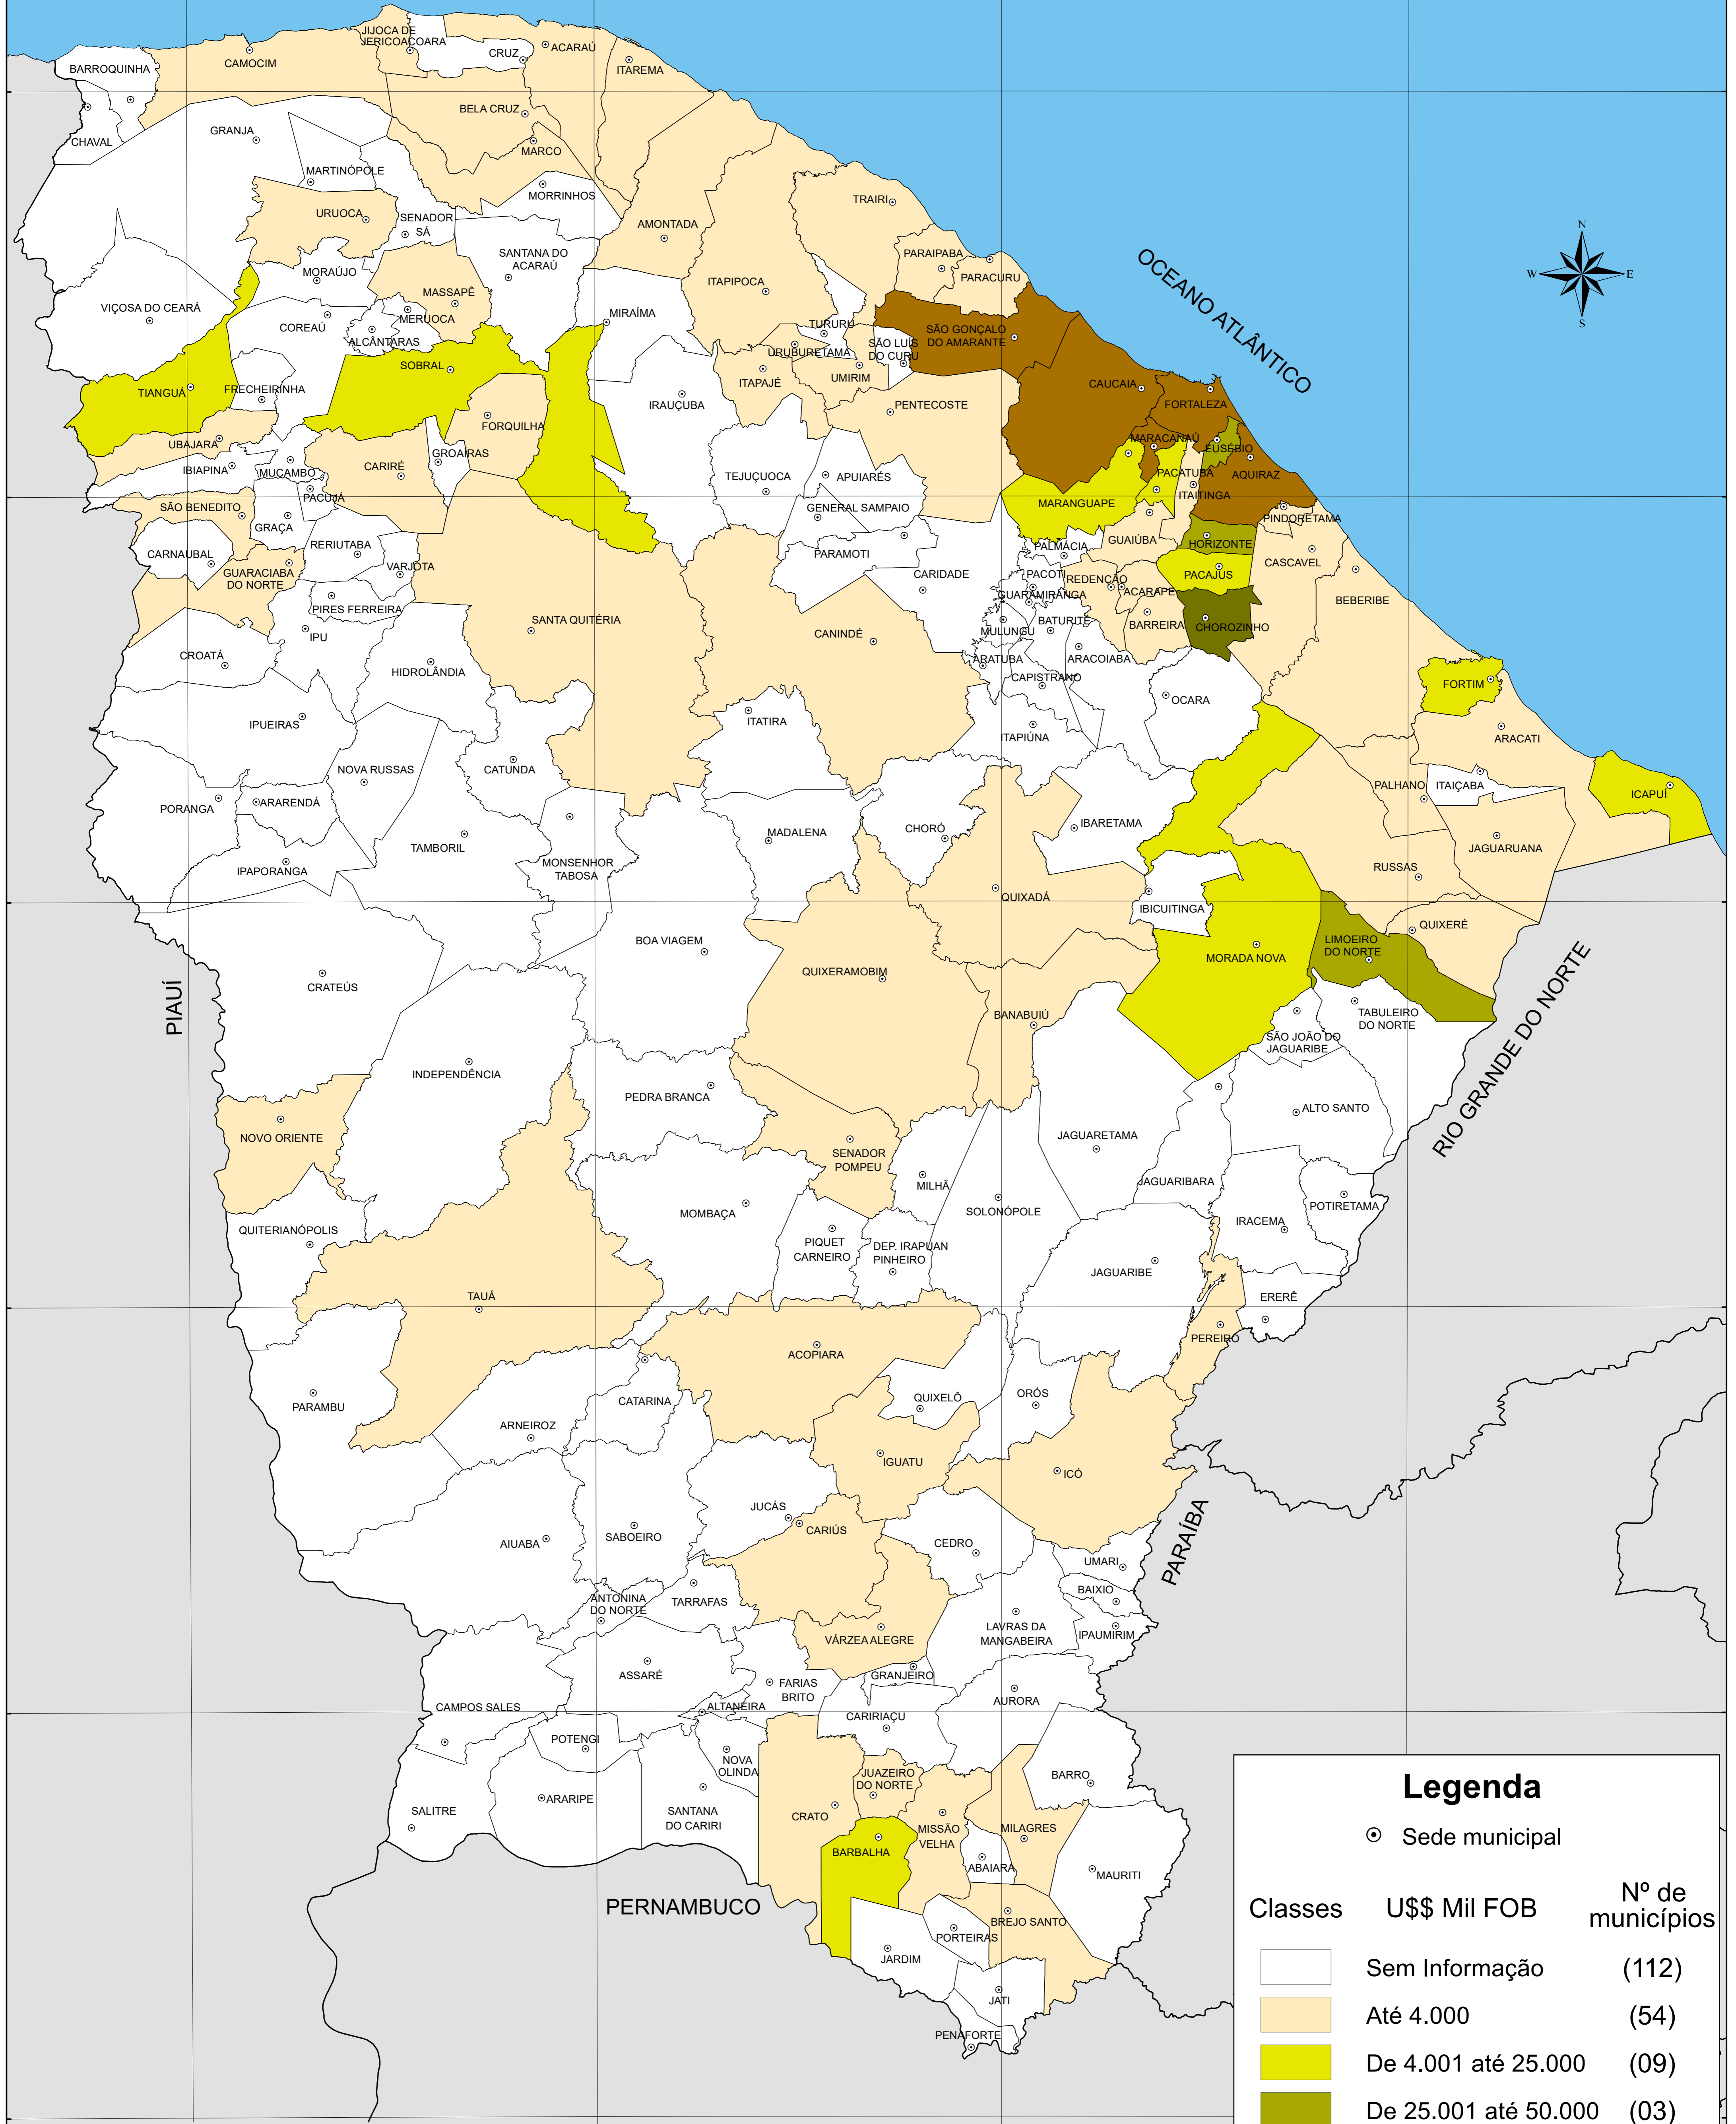 JIJOCA DE
JERICOACOARA
CRUZ
ACARAÚ
ITAREMA
BARROQUINHA
CAMOCIM
CHAVAL
GRANJA
BELA CRUZ
MARCO
MARTINÓPOLE
MORRINHOS
URUOCA
SENADOR
SÁ
AMONTADA
TRAIRI
SANTANA DO
ACARAÚ
MORAÚJO
MASSAPÊ
ITAPIPOCA
PARAIPABA
PARACURU
OCEANO ATLÂNTICO
N
W
E
S
VIÇOSA DO CEARÁ
COREAÚ
MERUOCA
ALCÂNTARAS
MIRAÍMA
TURURU
URUBURETAMA
SÃO LUÍS
DO CURU
SÃO GONÇALO
DO AMARANTE
TIANGUÁ
FRECHEIRINHA
SOBRAL
IRAUÇUBA
ITAPAJÉ
UMIRIM
PENTECOSTE
CAUCAIA
FORTALEZA
FORQUILHA
UBAJARA
MARACANAÚ
EUSÉBIO
IBIAPINA
MUCAMBO
CARIRÉ
GROAÍRAS
TEJUÇUOCA
APUIARÉS
PACATUBA
AQUIRAZ
PACUJÁ
ITAITINGA
SÃO BENEDITO
GRAÇA
GENERAL SAMPAIO
MARANGUAPE
PINDORETAMA
CARNAUBAL
RERIUTABA
PARAMOTI
PALMÁCIA
GUAIÚBA
HORIZONTE
GUARACIABA
DO NORTE
VARJOTA
CARIDADE
PACOTI
REDENÇÃO
PACAJUS
CASCAVEL
PIRES FERREIRA
GUARAMIRANGA
ACARAPE
BEBERIBE
IPU
SANTA QUITÉRIA
CANINDÉ
MULUNGU
BATURITÉ
BARREIRA
CHOROZINHO
CROATÁ
HIDROLÂNDIA
ARATUBA
ARACOIABA
CAPISTRANO
FORTIM
IPUEIRAS
ITATIRA
ITAPIÚNA
OCARA
ARACATI
NOVA RUSSAS
CATUNDA
PALHANO
ITAIÇABA
ICAPUÍ
PORANGA
ARARENDÁ
MADALENA
CHORÓ
IBARETAMA
TAMBORIL
JAGUARUANA
IPAPORANGA
MONSENHOR
TABOSA
RUSSAS
QUIXADÁ
IBICUITINGA
QUIXERÉ
BOA VIAGEM
LIMOEIRO
DO NORTE
MORADA NOVA
PIAUÍ
CRATEÚS
QUIXERAMOBIM
BANABUIÚ
TABULEIRO
DO NORTE
SÃO JOÃO DO
JAGUARIBE
RIO GRANDE DO NORTE
INDEPENDÊNCIA
PEDRA BRANCA
ALTO SANTO
NOVO ORIENTE
JAGUARETAMA
SENADOR
POMPEU
MILHÃ
JAGUARIBARA
POTIRETAMA
QUITERIANÓPOLIS
MOMBAÇA
SOLONÓPOLE
IRACEMA
PIQUET
CARNEIRO
DEP. IRAPUAN
PINHEIRO
JAGUARIBE
TAUÁ
ERERÊ
PEREIRO
ACOPIARA
PARAMBU
CATARINA
QUIXELÔ
ORÓS
ARNEIROZ
IGUATU
ICÓ
JUCÁS
CARIÚS
PARAÍBA
AIUABA
SABOEIRO
CEDRO
UMARI
BAIXIO
ANTONINA
DO NORTE
TARRAFAS
VÁRZEA ALEGRE
LAVRAS DA
MANGABEIRA
IPAUMIRIM
ASSARÉ
FARIAS
BRITO
GRANJEIRO
CAMPOS SALES
ALTANEIRA
CARIRIAÇU
AURORA
POTENGI
NOVA
OLINDA
JUAZEIRO
DO NORTE
BARRO
ARARIPE
SALITRE
SANTANA
DO CARIRI
CRATO
MISSÃO
VELHA
MILAGRES
BARBALHA
ABAIARA
MAURITI
PERNAMBUCO
BREJO SANTO
PORTEIRAS
JARDIM
JATI
PENAFORTE
Legenda
Sede municipal
Classes U$$ Mil FOB Nº de
municípios
Sem Informação (112)
Até 4.000 (54)
De 4.001 até 25.000 (09)
De 25.001 até 50.000 (03)